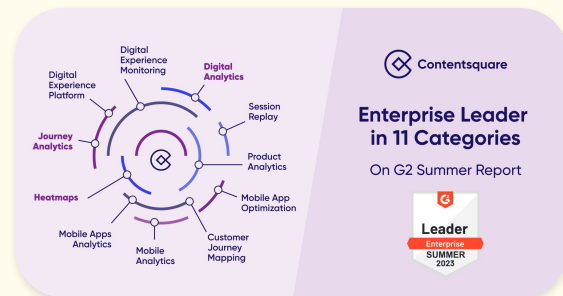 Digital
Experience
Monitoring
Digital
Analytics
Digital
Experience
Platform
Session
Replay
Journey
Analytics
Product
Analytics
Heatmaps
Mobile App
Optimization
Mobile Apps
Analytics
Mobile
Analytics
Customer
Journey
Mapping
Contentsquare
Enterprise Leader
in 11 Categories
On G2 Summer Report
G2
Leader
Enterprise
SUMMER
2023